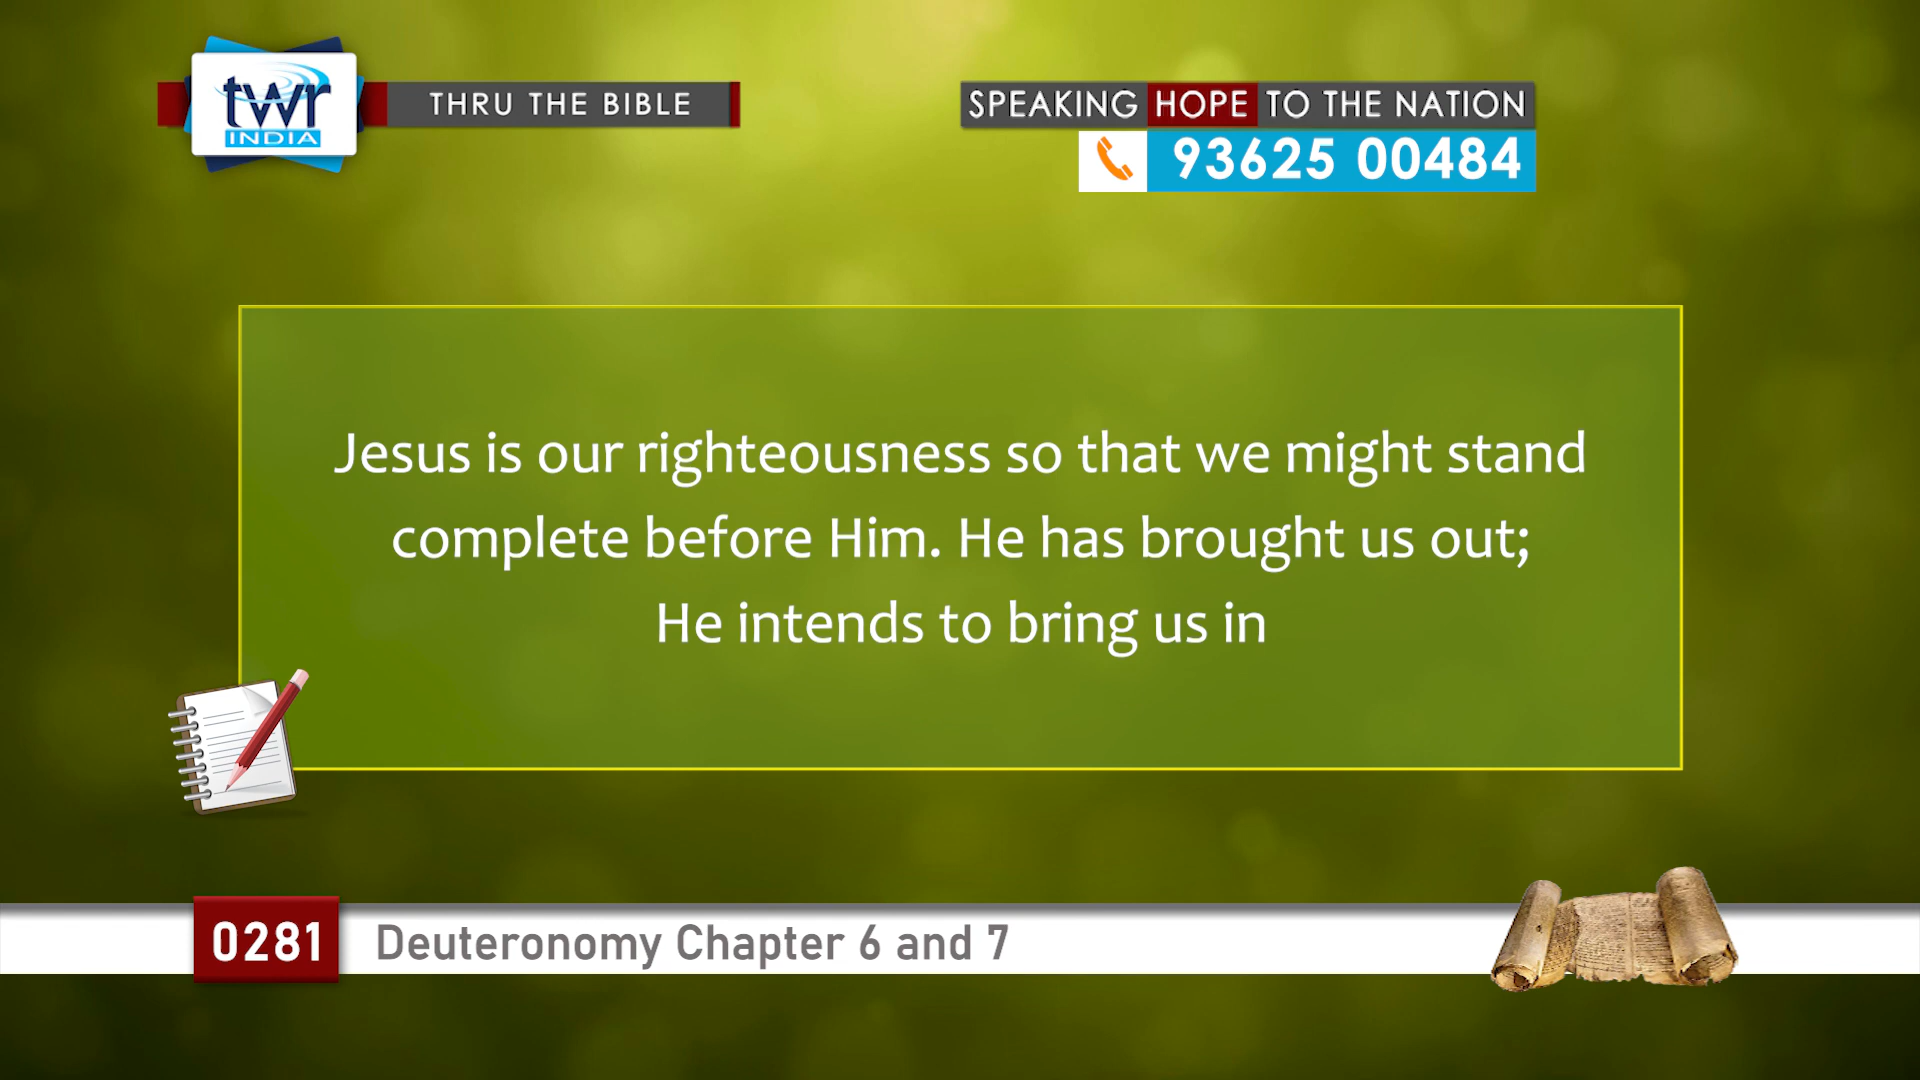 twr
INDIA
THRU THE BIBLE
SPEAKING HOPE TO THE NATION
93625 00484
Jesus is our righteousness so that we might stand
complete before Him. He has brought us out;
He intends to bring us in
0281
Deuteronomy Chapter 6 and 7